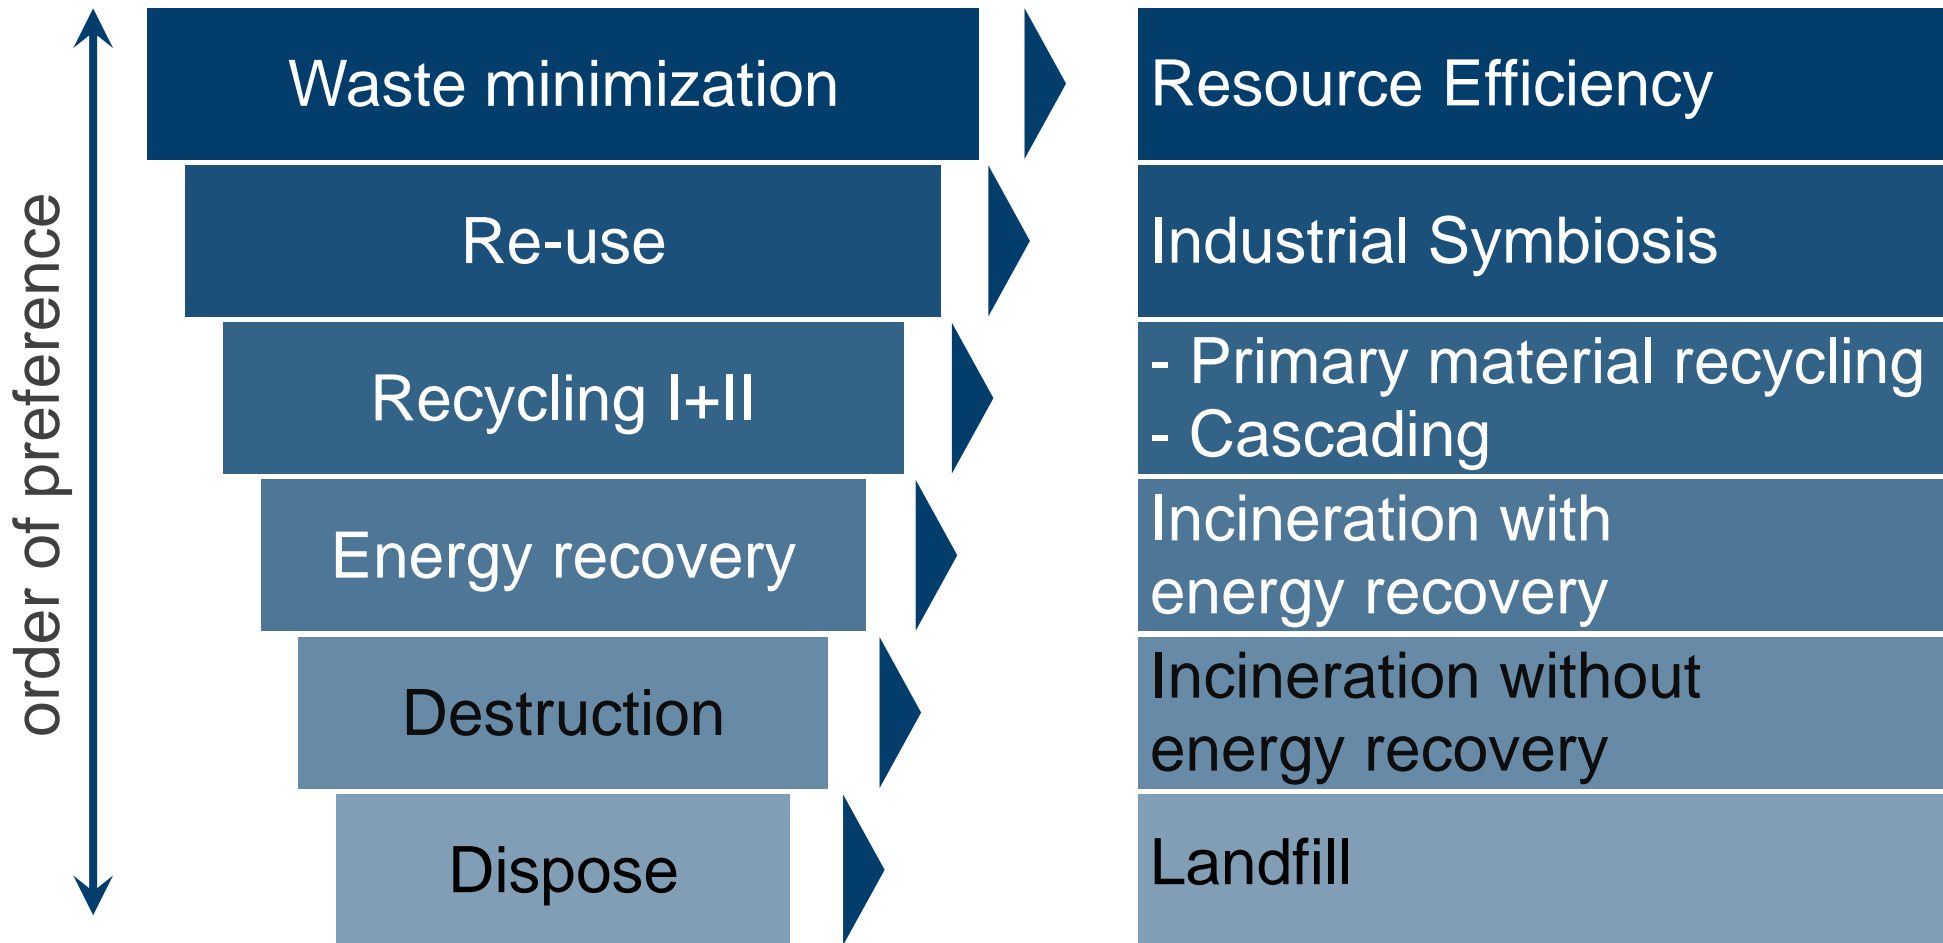 order of preference
Waste minimization
Resource Efficiency
Re-use
Industrial Symbiosis
Recycling I+II
- Primary material recycling
- Cascading
Energy recovery
Incineration with
energy recovery
Destruction
Incineration without
energy recovery
Dispose
Landfill